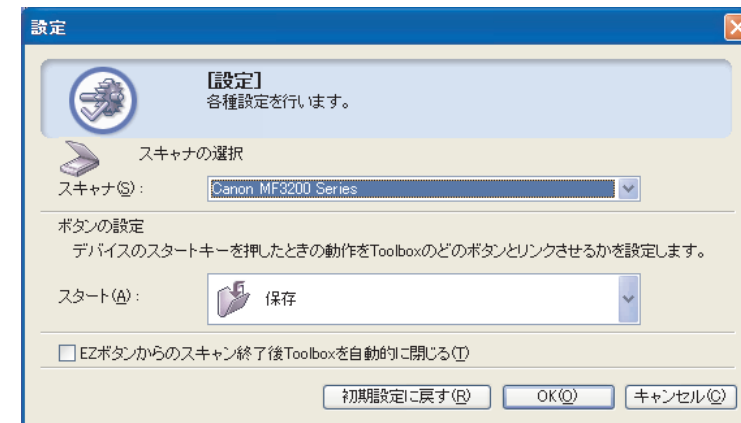 設定
[設定]
各種設定を行います。
スキャナの選択
スキャナ(S):
Canon MF3200 Series
ボタンの設定
デバイスのスタートキーを押したときの動作をToolboxのどのボタンとリンクさせるかを設定します。
スタート(A):
保存
EZボタンからのスキャン終了後Toolboxを自動的に閉じる(T)
初期設定に戻す(R)
OK(O)
キャンセル(C)